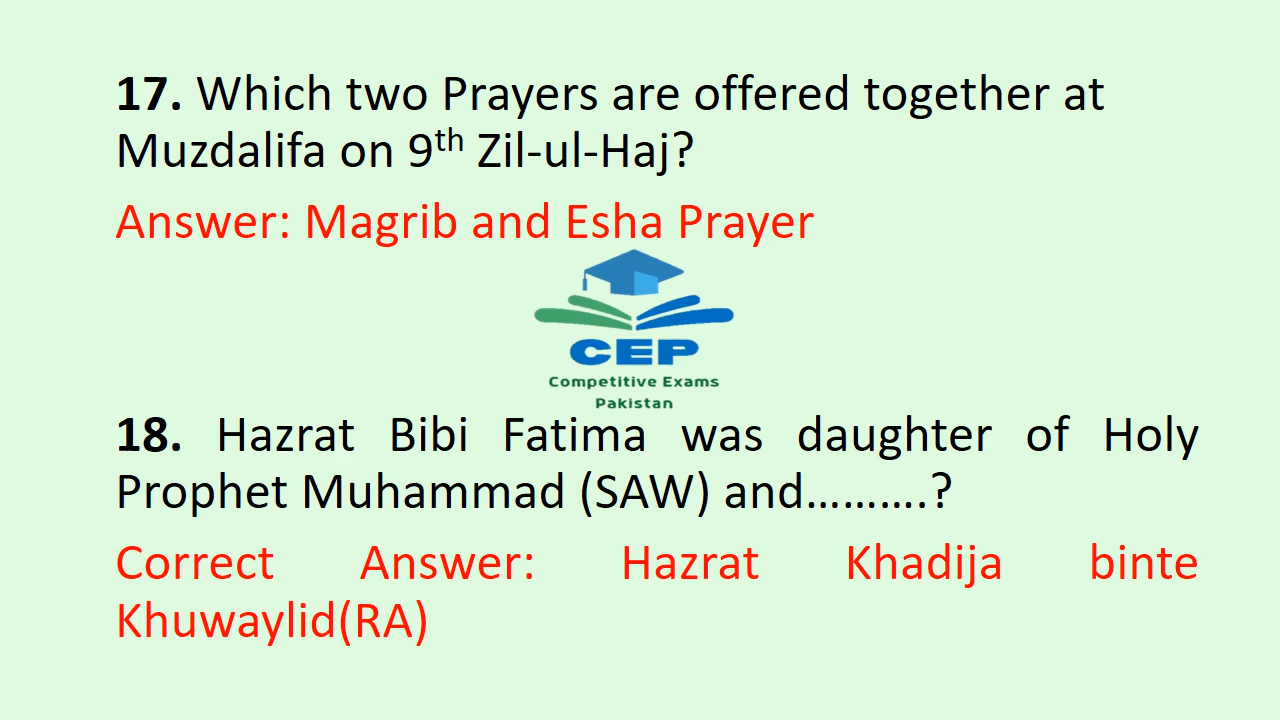 17. Which two Prayers are offered together at
Muzdalifa on 9th Zil-ul-Haj?
Answer: Magrib and Esha Prayer
CEP
Competitive Exams
Pakistan
18. Hazrat Bibi Fatima was daughter of Holy
Prophet Muhammad (SAW) and……….?
Correct Answer: Hazrat Khadija binte
Khuwaylid(RA)